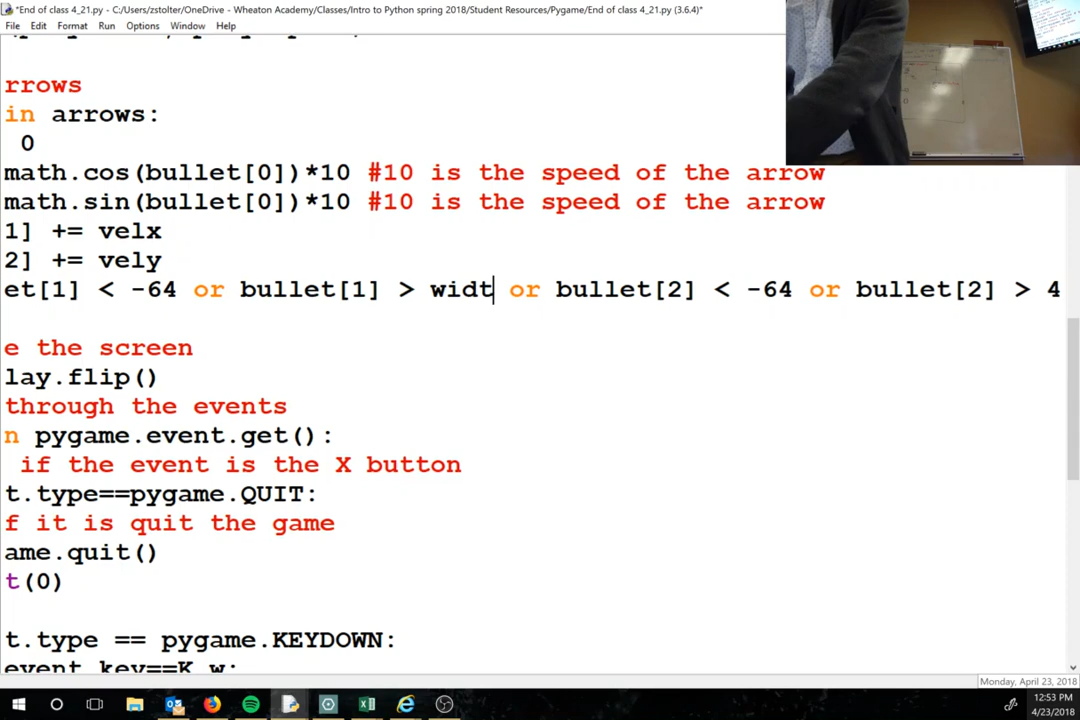 *End of class 4_21.py - C:/Users/zstolter/OneDrive - Wheaton Academy/Classes/Intro to Python spring 2018/Student Resources/Pygame/End of class 4_21.py (3.6.4)*
File Edit Format Run Options Window Help
rrows
in arrows:
0
math.cos(bullet[0])*10 #10 is the speed of the arrow
math.sin(bullet[0])*10 #10 is the speed of the arrow
1] += velx
2] += vely
et[1] < -64 or bullet[1] > widt or bullet[2] < -64 or bullet[2] > 4
e the screen
lay.flip()
through the events
n pygame.event.get():
if the event is the X button
t.type==pygame.QUIT:
f it is quit the game
ame.quit()
t(0)
t.type == pygame.KEYDOWN:
event.key==K_w:
Monday, April 23, 2018
12:53 PM
4/23/2018